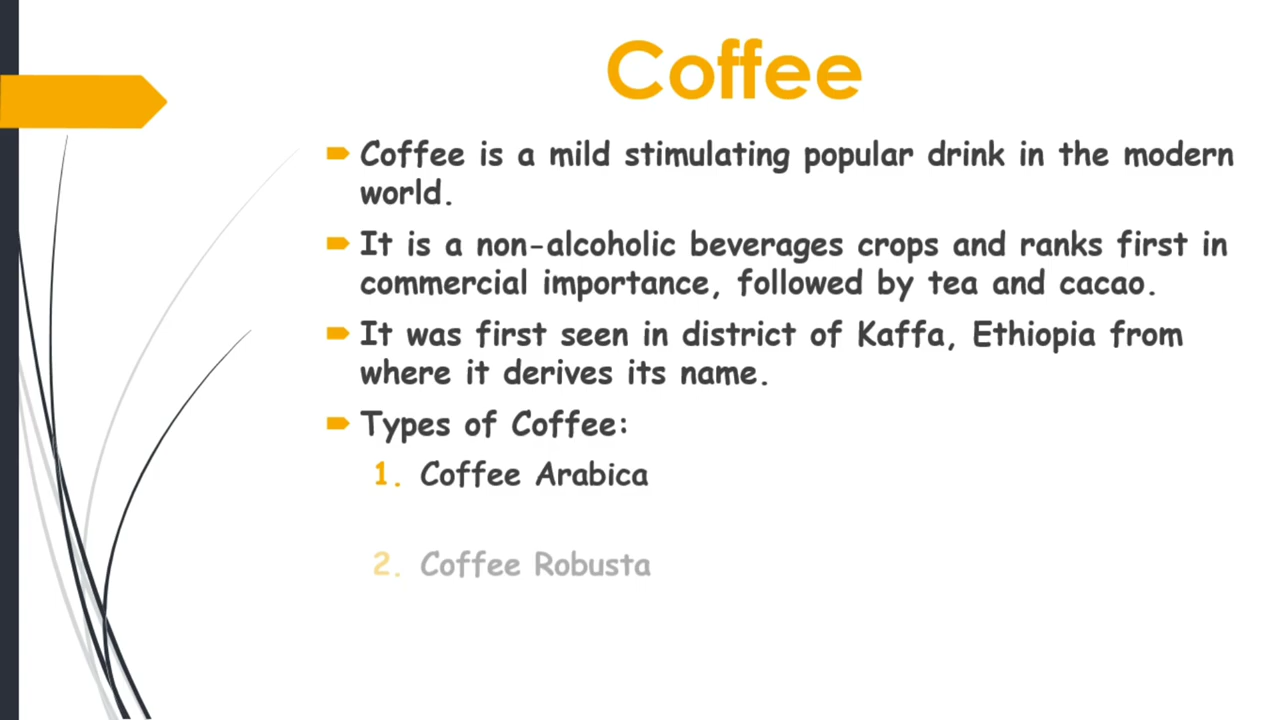 Coffee
Coffee is a mild stimulating popular drink in the modern
world.
It is a non-alcoholic beverages crops and ranks first in
commercial importance, followed by tea and cacao.
It was first seen in district of Kaffa, Ethiopia from
where it derives its name.
Types of Coffee:
1. Coffee Arabica
2. Coffee Robusta